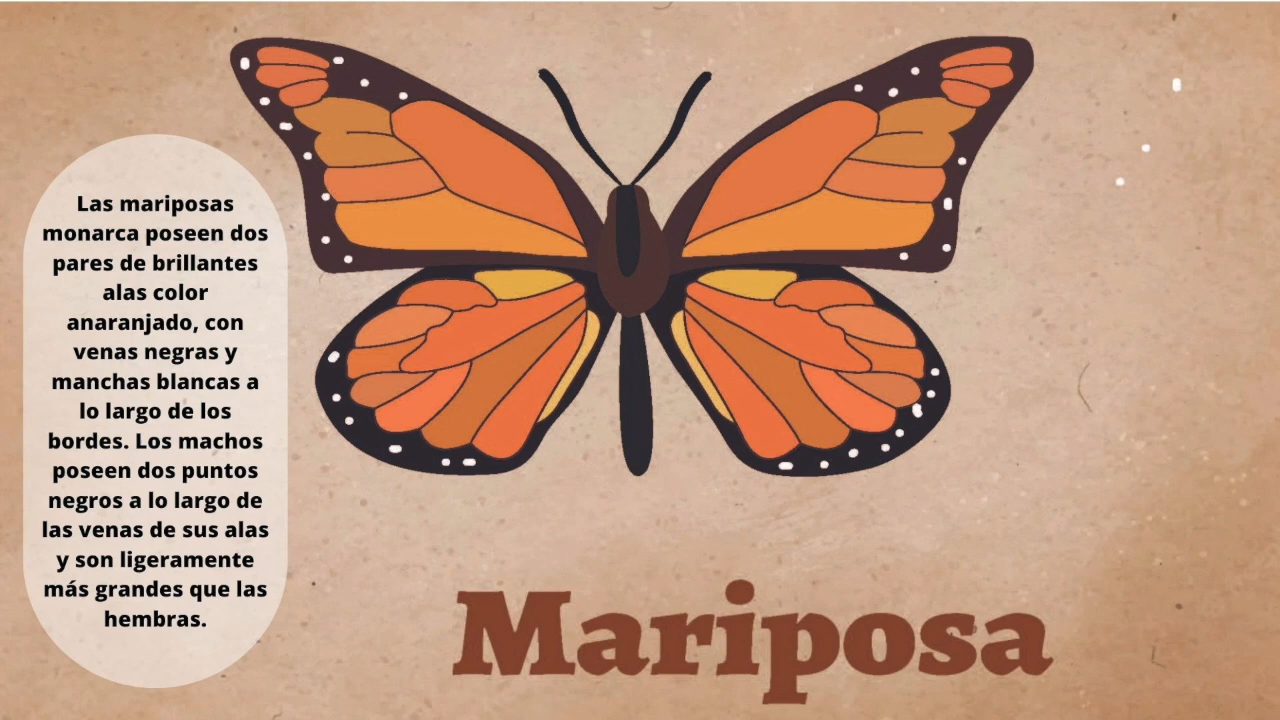 Las mariposas
monarca poseen dos
pares de brillantes
alas color
anaranjado, con
venas negras y
manchas blancas a
lo largo de los
bordes. Los machos
poseen dos puntos
negros a lo largo de
las venas de sus alas
y son ligeramente
más grandes que las
hembras.
Mariposa